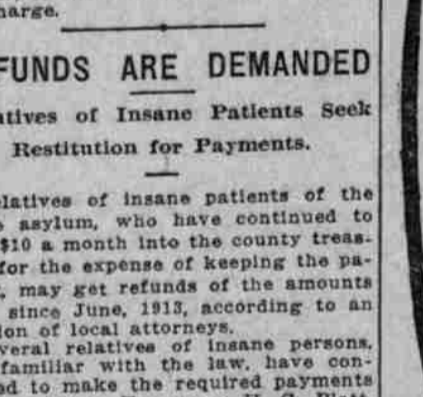 harge.
FUNDS ARE DEMANDED
atives of Insane Patients Seek
Restitution for Payments.
elatives of insane patients of the
asylum, who have continued to
$10 a month into the county treas-
for the expense of keeping the pa-
, may get refunds of the amounts
since June, 1913, according to an
ion of local attorneys.
veral relatives of insane persons,
familiar with the law, have con-
ed to make the required payments